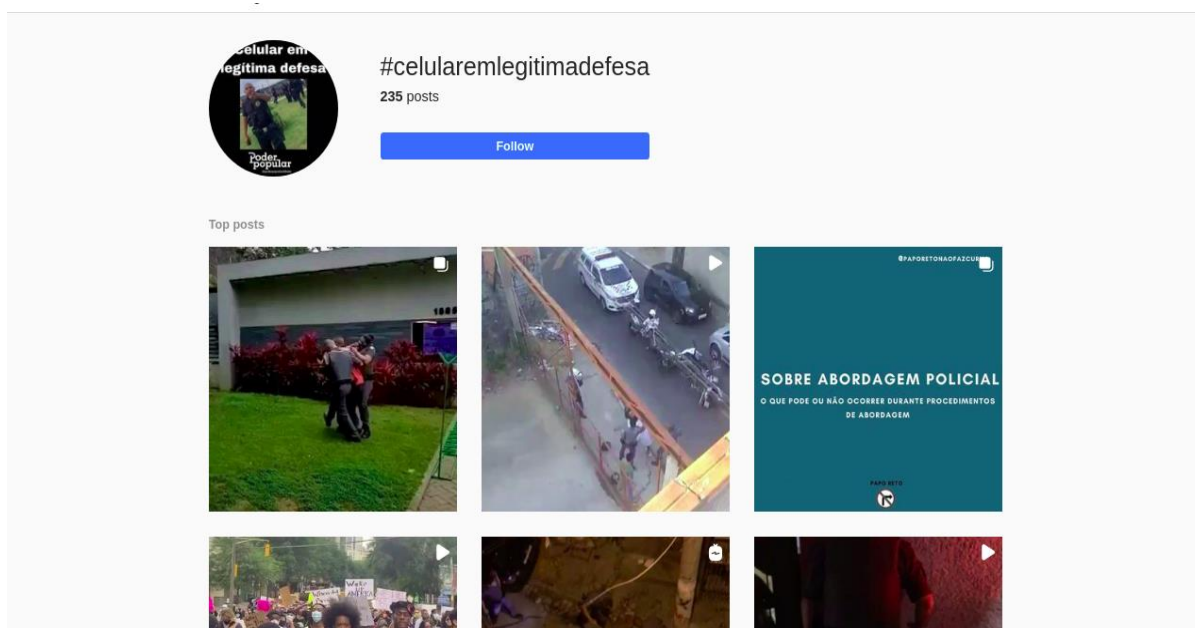 Celular em
legítima defesa
Poder
popular
#celularemlegitimadefesa
235 posts
Follow
Top posts
1086
SOBRE ABORDAGEM POLICIAL
O QUE PODE OU NÃO OCORRER DURANTE PROCEDIMENTOS
DE ABORDAGEM
PAPO RETO